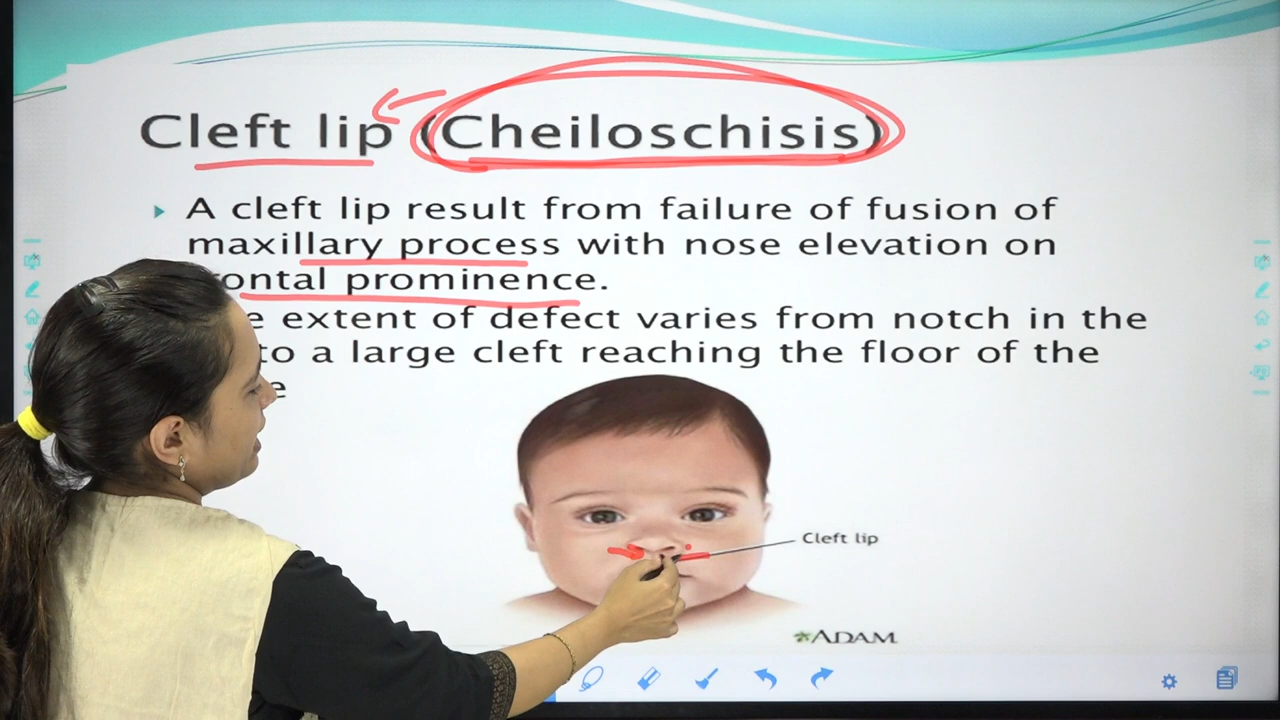 Cleft lip (Cheiloschisis)
A cleft lip result from failure of fusion of
maxillary process with nose elevation on
prominence.
extent of defect varies from notch in the
to a large cleft reaching the floor of the
Cleft lip
ADAM